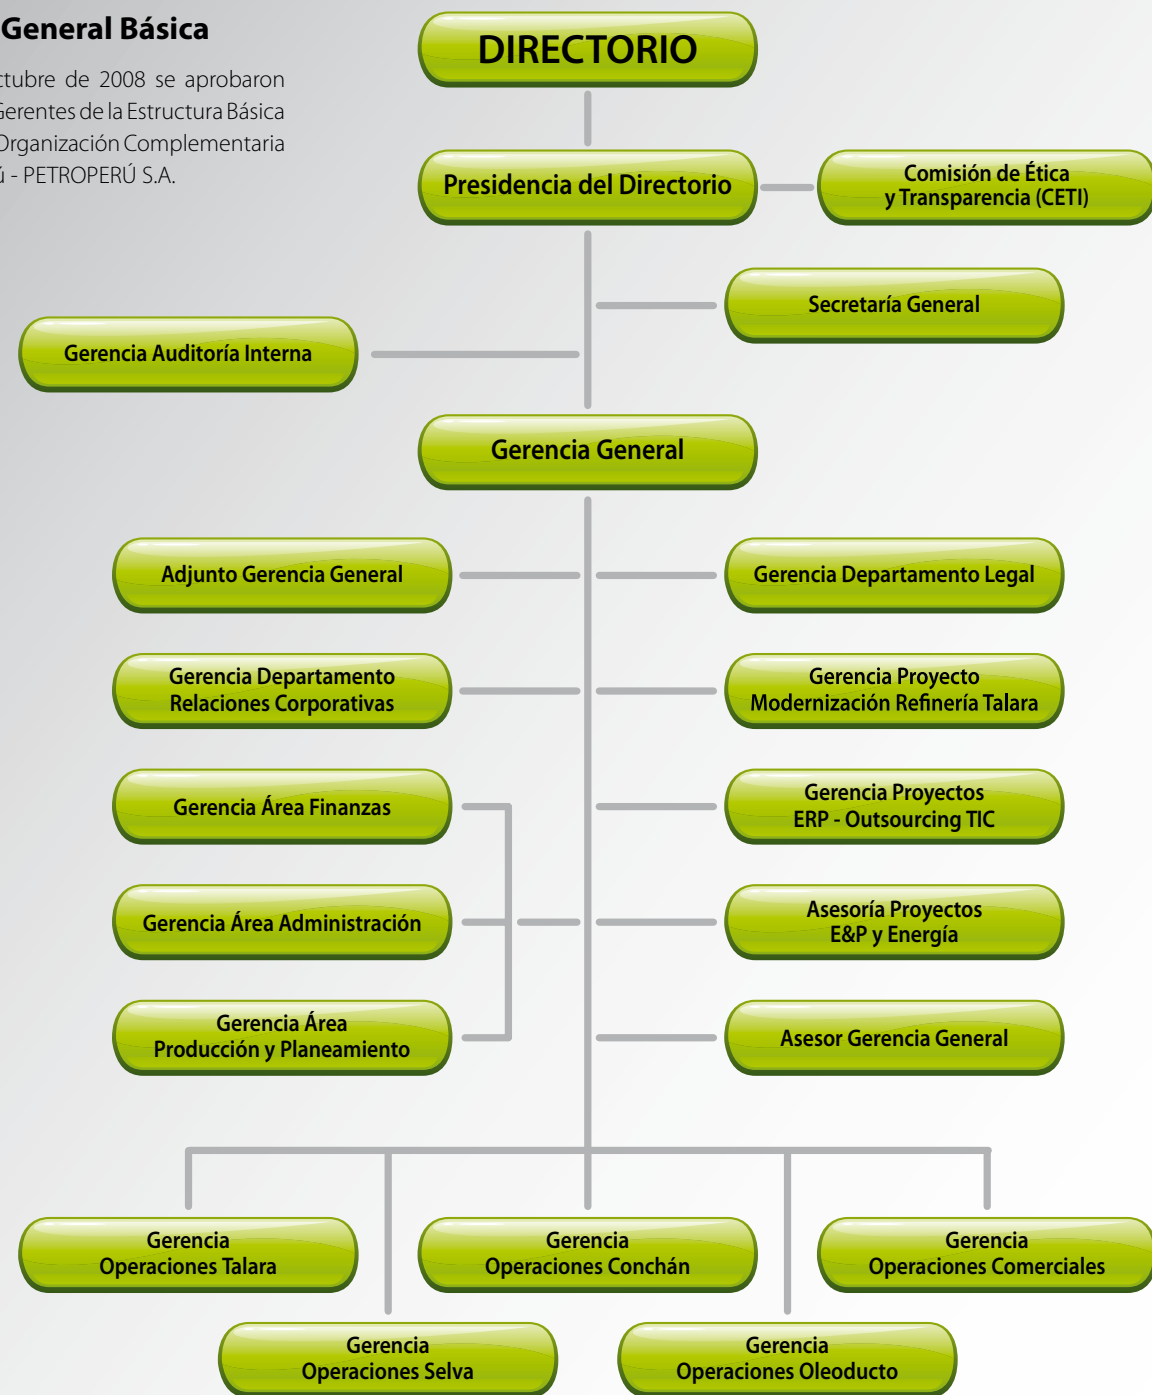 General Básica
ctubre de 2008 se aprobaron
Gerentes de la Estructura Básica
Organización Complementaria
- PETROPERÚ S.A.
DIRECTORIO
Presidencia del Directorio
Comisión de Ética
y Transparencia (CETI)
Secretaría General
Gerencia Auditoría Interna
Gerencia General
Adjunto Gerencia General
Gerencia Departamento Legal
Gerencia Departamento
Relaciones Corporativas
Gerencia Proyecto
Modernización Refinería Talara
Gerencia Área Finanzas
Gerencia Proyectos
ERP - Outsourcing TIC
Gerencia Área Administración
Asesoría Proyectos
E&P y Energía
Gerencia Área
Producción y Planeamiento
Asesor Gerencia General
Gerencia
Operaciones Talara
Gerencia
Operaciones Conchán
Gerencia
Operaciones Comerciales
Gerencia
Operaciones Selva
Gerencia
Operaciones Oleoducto